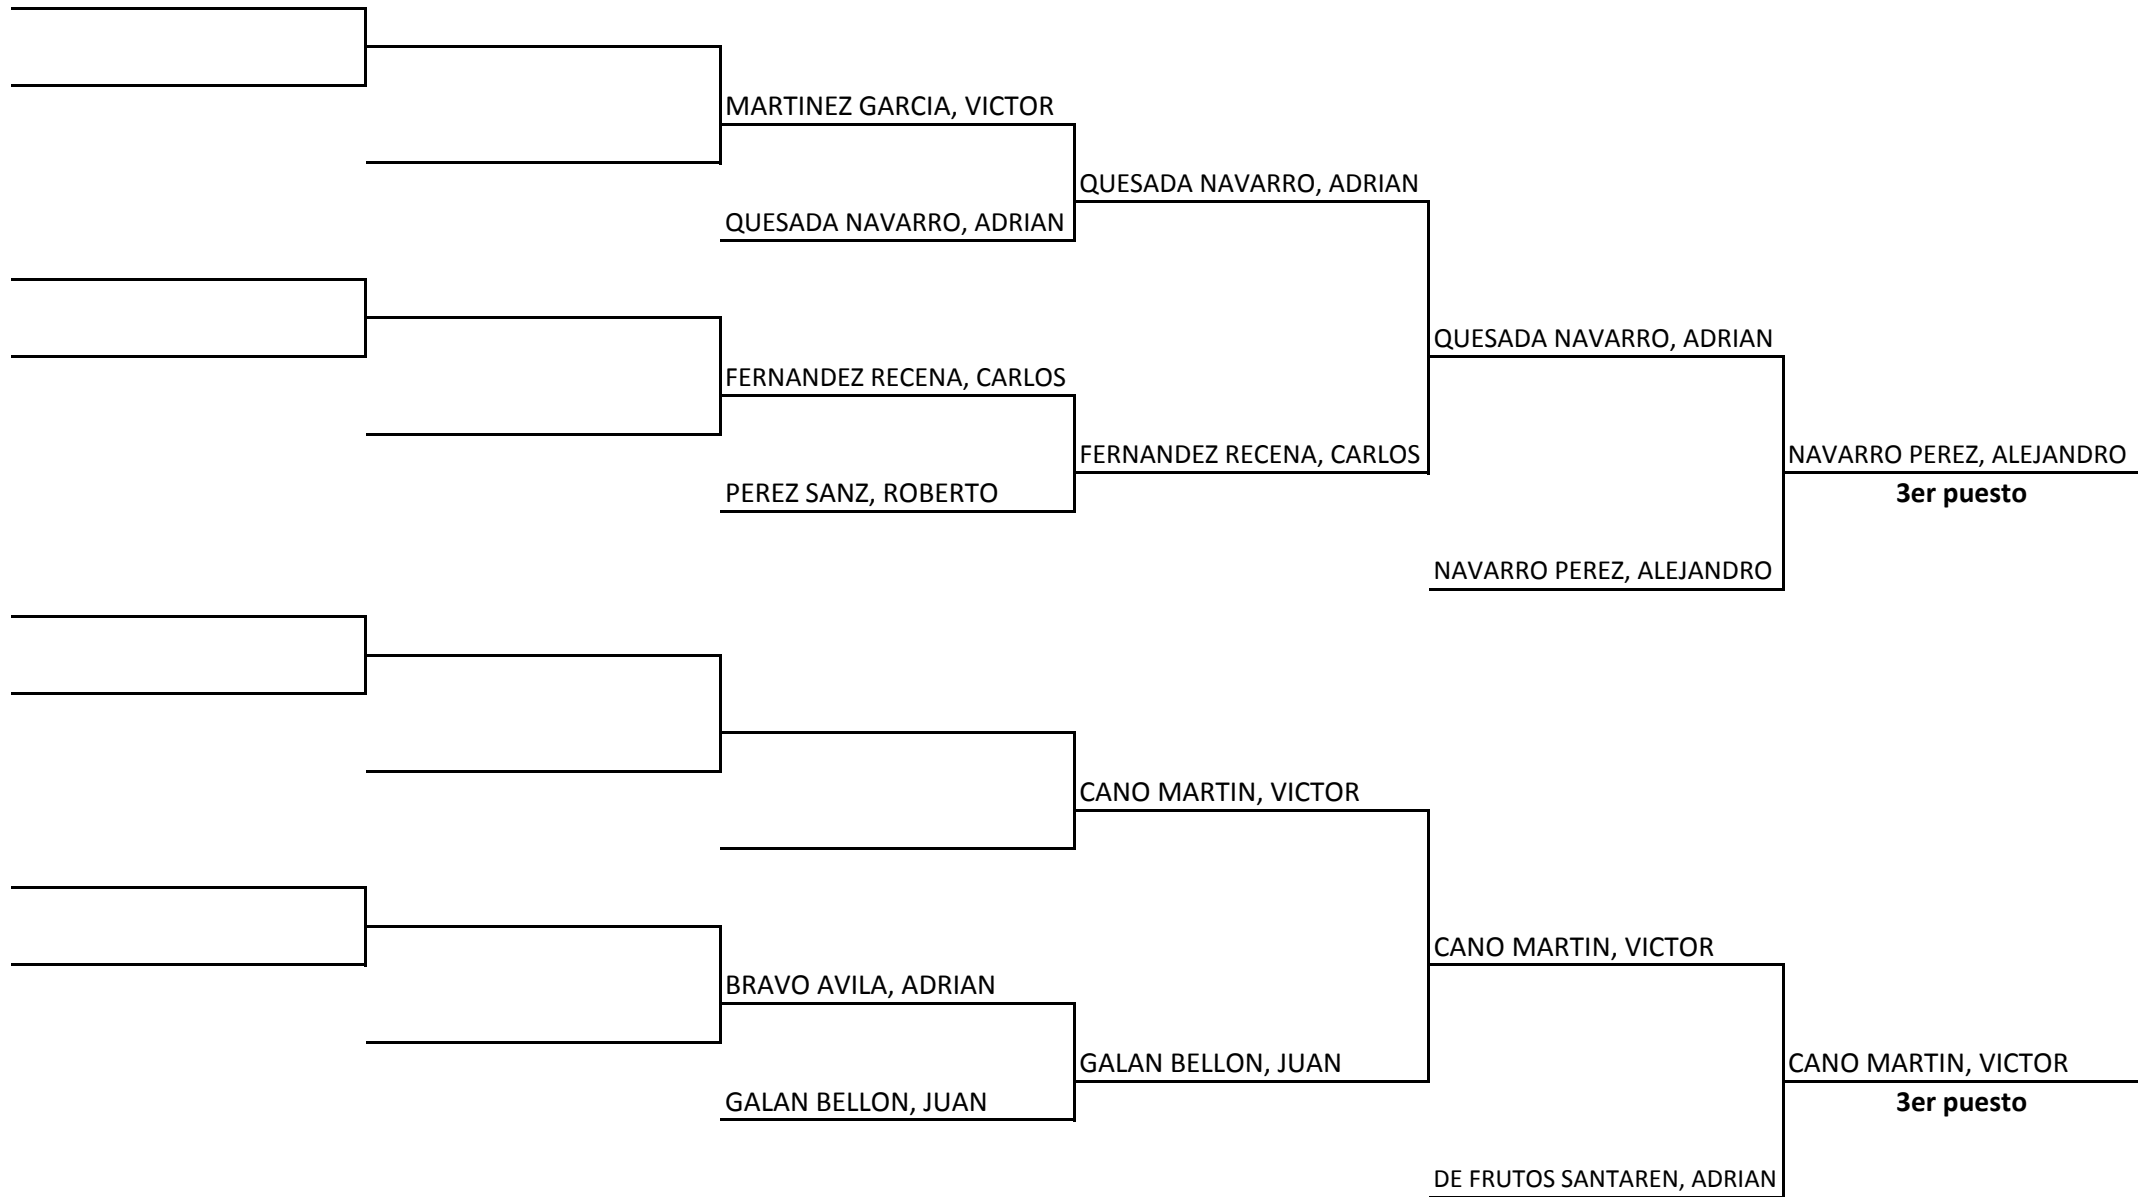 MARTINEZ GARCIA, VICTOR
QUESADA NAVARRO, ADRIAN
QUESADA NAVARRO, ADRIAN
QUESADA NAVARRO, ADRIAN
FERNANDEZ RECENA, CARLOS
FERNANDEZ RECENA, CARLOS
NAVARRO PEREZ, ALEJANDRO
PEREZ SANZ, ROBERTO
3er puesto
NAVARRO PEREZ, ALEJANDRO
CANO MARTIN, VICTOR
CANO MARTIN, VICTOR
BRAVO AVILA, ADRIAN
GALAN BELLON, JUAN
CANO MARTIN, VICTOR
GALAN BELLON, JUAN
3er puesto
DE FRUTOS SANTAREN, ADRIAN